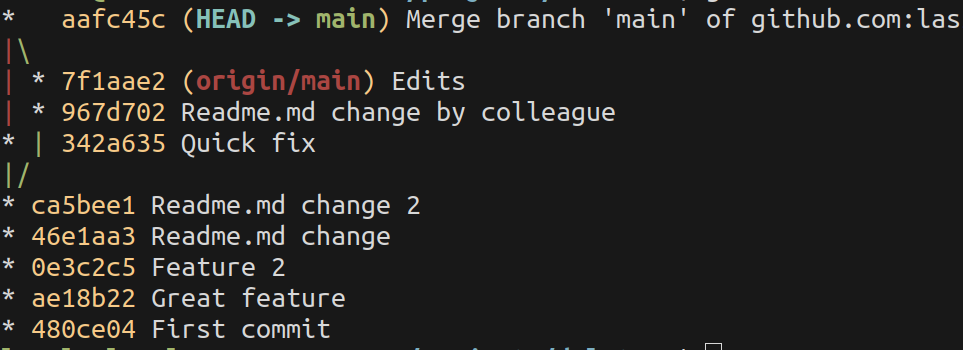 * aafc45c (HEAD -> main) Merge branch 'main' of github.com:las
|\
| * 7f1aae2 (origin/main) Edits
| * 967d702 Readme.md change by colleague
* | 342a635 Quick fix
|/
* ca5bee1 Readme.md change 2
* 46e1aa3 Readme.md change
* 0e3c2c5 Feature 2
* ae18b22 Great feature
* 480ce04 First commit